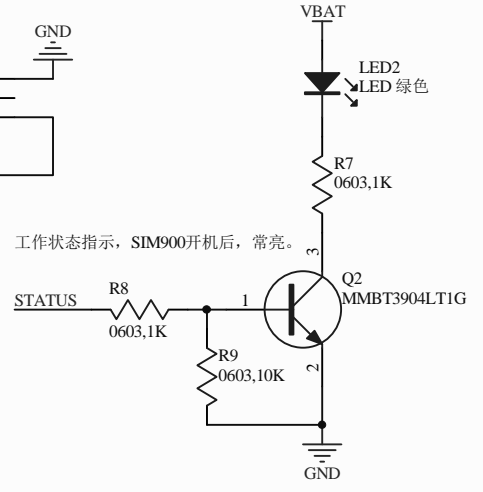 VBAT
GND
LED2
LED 绿色
R7
0603,1K
工作状态指示，SIM900开机后，常亮。
3
Q2
MMBT3904LT1G
STATUS
R8
0603,1K
1
R9
0603,10K
2
GND